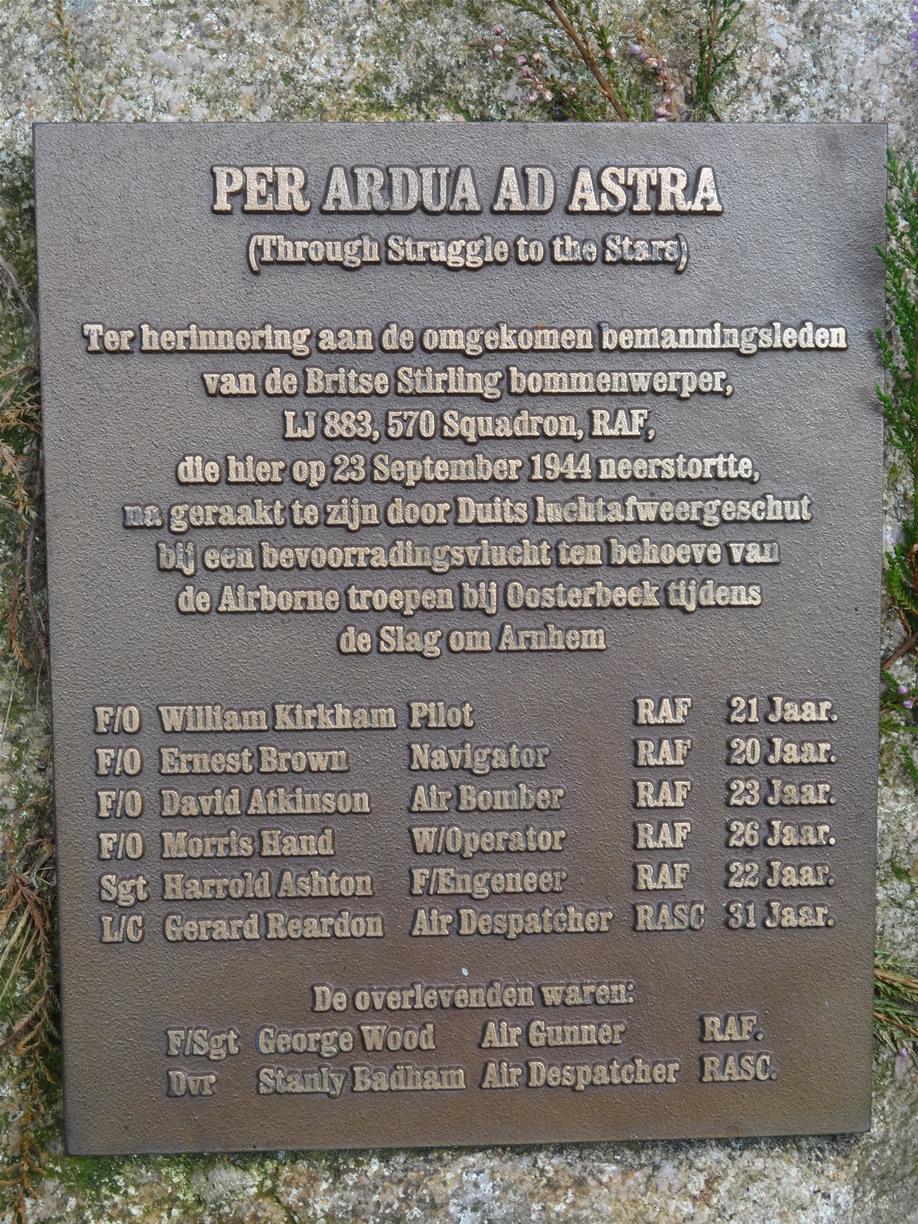 PER ARDUA AD ASTRA
(Through Struggle to the Stars)
Ter herinnering aan de omgekomen bemanningsleden
van de Britse Stirling bommenwerper,
LJ 883, 570 Squadron, RAF,
die hier op 23 September 1944 neerstortte,
na geraakt te zijn door Duits luchtafweergeschut
bij een bevoorradingsvlucht ten behoeve van
de Airborne troepen bij Oosterbeek tijdens
de Slag om Arnhem
F/O William Kirkham Pilot RAF 21 Jaar.
F/O Ernest Brown Navigator RAF 20 Jaar.
F/O David Atkinson Air Bomber RAF 23 Jaar.
F/O Morris Hand W/Operator RAF 26 Jaar.
Sgt Harrold Ashton F/Engeneer RAF 22 Jaar.
L/C Gerard Reardon Air Despatcher RASC 31 Jaar.
De overlevenden waren:
F/Sgt George Wood Air Gunner RAF.
Dvr Stanly Badham Air Despatcher RASC.